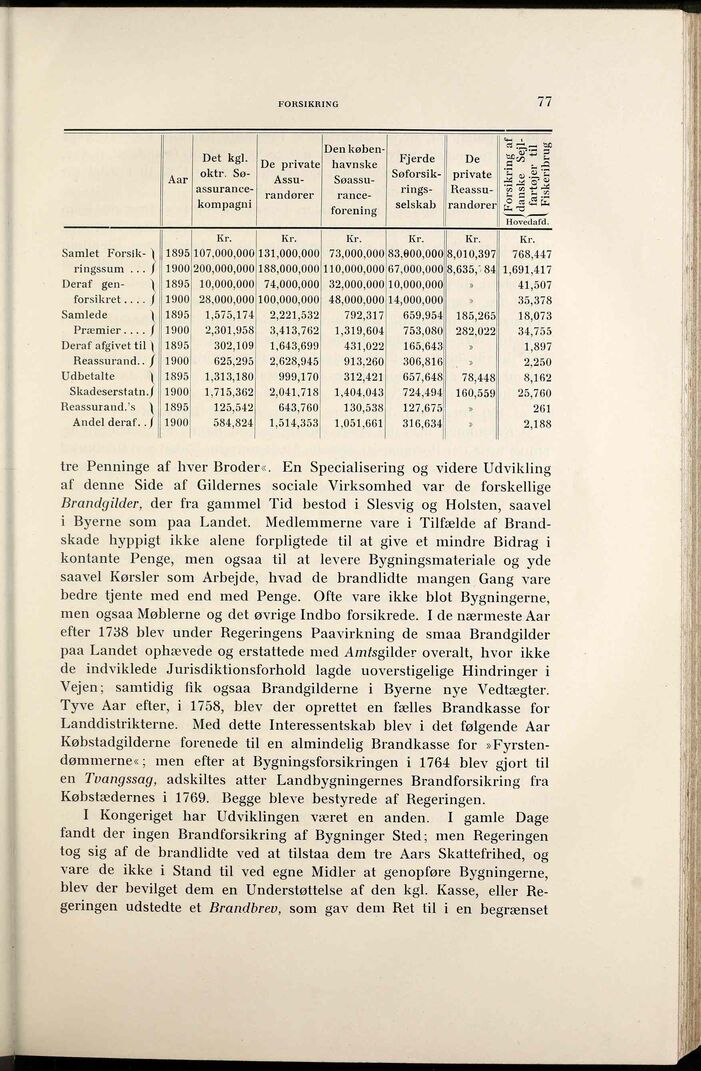 FORSIKRING 77
Aar | Det kgl. oktr. Sø-assurance-kompagni | De private Assu-randører | Den køben-havnske Søassu-rance-forening | Fjerde Søforsik-rings-selskab | De private Reassu-randører | Forsikring af danske Sejl-fartøjer til Fiskeribrug Hovedafd.
Kr. Kr. Kr. Kr. Kr. Kr.
Samlet Forsik- 1895 107,000,000 131,000,000 73,000,000 83,000,000 8,010,397 768,447
ringssum ... 1900 200,000,000 188,000,000 110,000,000 67,000,000 8,635, 84 1,691,417
Deraf gen- 1895 10,000,000 74,000,000 32,000,000 10,000,000 » 41,507
forsikret .... 1900 28,000,000 100,000,000 48,000,000 14,000,000 » 35,378
Samlede 1895 1,575,174 2,221,532 792,317 659,954 185,265 18,073
Præmier .... 1900 2,301,958 3,413,762 1,319,604 753,080 282,022 34,755
Deraf afgivet til 1895 302,109 1,643,699 431,022 165,643 » 1,897
Reassurand.. 1900 625,295 2,628,945 913,260 306,816 » 2,250
Udbetalte 1895 1,313,180 999,170 312,421 657,648 78,448 8,162
Skadeserstatn. 1900 1,715,362 2,041,718 1,404,043 724,494 160,559 25,760
Reassurand.'s 1895 125,542 643,760 130,538 127,675 » 261
Andel deraf. . 1900 584,824 1,514,353 1,051,661 316,634 » 2,188
tre Penninge af hver Broder«. En Specialisering og videre Udvikling
af denne Side af Gildernes sociale Virksomhed var de forskellige
Brandgilder, der fra gammel Tid bestod i Slesvig og Holsten, saavel
i Byerne som paa Landet. Medlemmerne vare i Tilfælde af Brand-
skade hyppigt ikke alene forpligtede til at give et mindre Bidrag i
kontante Penge, men ogsaa til at levere Bygningsmateriale og yde
saavel Kørsler som Arbejde, hvad de brandlidte mangen Gang vare
bedre tjente med end med Penge. Ofte vare ikke blot Bygningerne,
men ogsaa Møblerne og det øvrige Indbo forsikrede. I de nærmeste Aar
efter 1738 blev under Regeringens Paavirkning de smaa Brandgilder
paa Landet ophævede og erstattede med Amtsgilder overalt, hvor ikke
de indviklede Jurisdiktionsforhold lagde uoverstigelige Hindringer i
Vejen; samtidig fik ogsaa Brandgilderne i Byerne nye Vedtægter.
Tyve Aar efter, i 1758, blev der oprettet en fælles Brandkasse for
Landdistrikterne. Med dette Interessentskab blev i det følgende Aar
Købstadgilderne forenede til en almindelig Brandkasse for »Fyrsten-
dømmerne«; men efter at Bygningsforsikringen i 1764 blev gjort til
en Tvangssag, adskiltes atter Landbygningernes Brandforsikring fra
Købstædernes i 1769. Begge bleve bestyrede af Regeringen.
I Kongeriget har Udviklingen været en anden. I gamle Dage
fandt der ingen Brandforsikring af Bygninger Sted; men Regeringen
tog sig af de brandlidte ved at tilstaa dem tre Aars Skattefrihed, og
vare de ikke i Stand til ved egne Midler at genopføre Bygningerne,
blev der bevilget dem en Understøttelse af den kgl. Kasse, eller Re-
geringen udstedte et Brandbrev, som gav dem Ret til i en begrænset